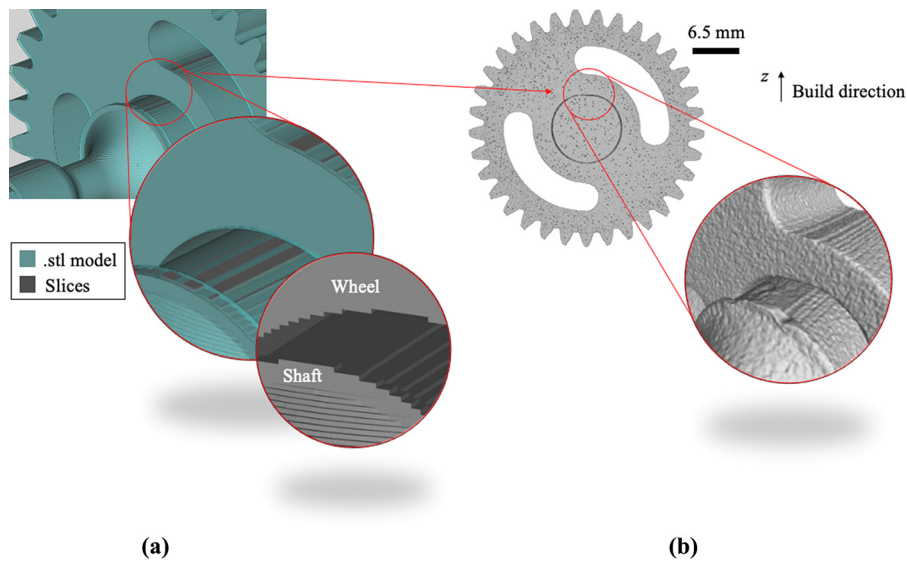 6.5 mm
z
Build direction
.stl model
Slices
Wheel
Shaft
(a)
(b)